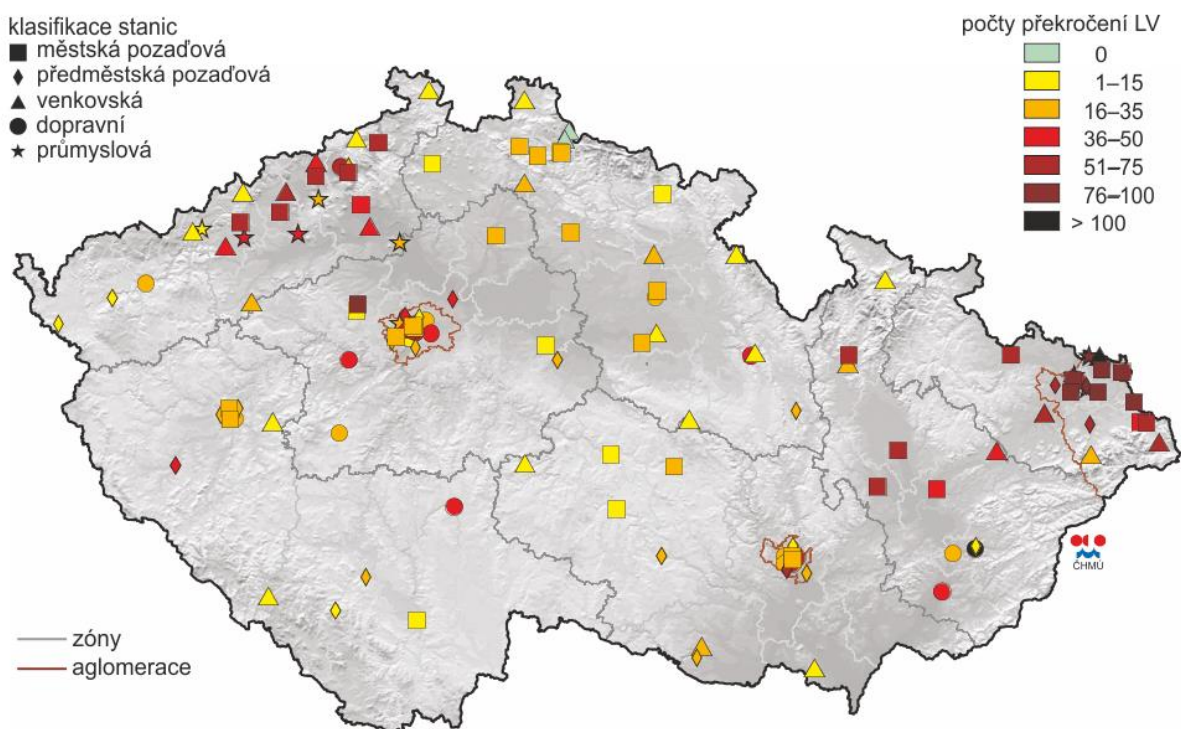 klasifikace stanic
městská pozaďová
předměstská pozaďová
venkovská
dopravní
průmyslová
počty překročení LV
0
1–15
16–35
36–50
51–75
76–100
> 100
ČHMÚ
zóny
aglomerace